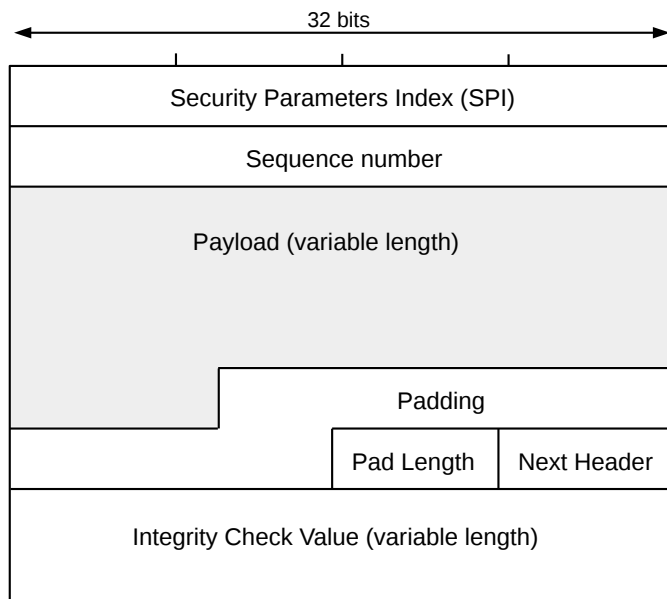 32 bits
Security Parameters Index (SPI)
Sequence number
Payload (variable length)
Padding
Pad Length Next Header
Integrity Check Value (variable length)